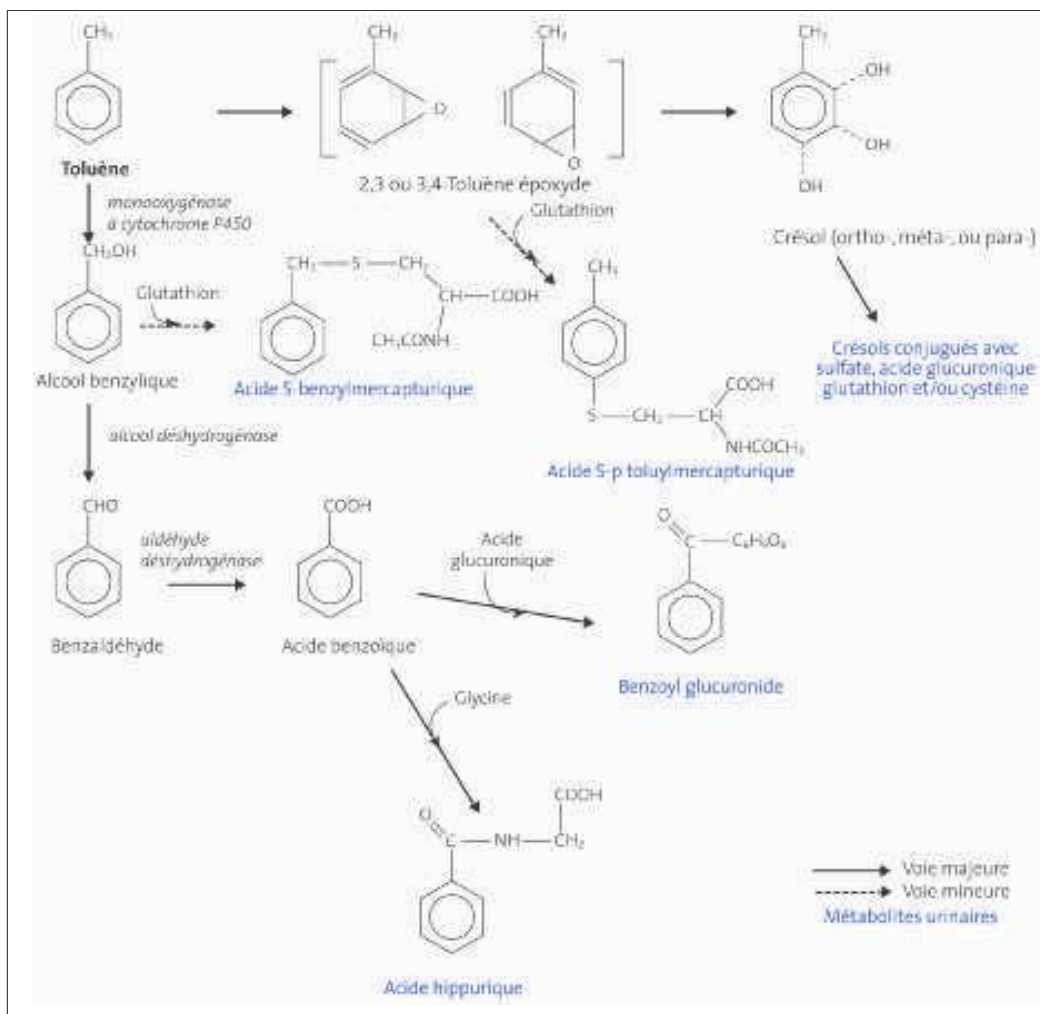 CH₃
CH₃
CH₃
CH₃
OH
O
OH
O
OH
Toluène
2,3 ou 3,4-Toluène époxyde
monooxygénase
à cytochrome P450
Glutathion
Crésol (ortho-, méta-, ou para-)
CH₂OH
CH₂—S—CH₂
CH₃
Glutathion
CH—COOH
CH₃CONH
Crésols conjugués avec
sulfate, acide glucuronique
glutathion et/ou cystéine
Alcool benzylique
Acide S-benzylmercapturique
COOH
S—CH₂—CH
alcool déshydrogénase
NHCOCH₃
Acide S-p toluylmercapturique
CHO
COOH
O
aldéhyde
déshydrogénase
Acide
glucuronique
C
Benzaldéhyde
Acide benzoïque
Benzoyl glucuronide
Glycine
COOH
O
C—NH—CH₂
Voie majeure
Voie mineure
Métabolites urinaires
Acide hippurique